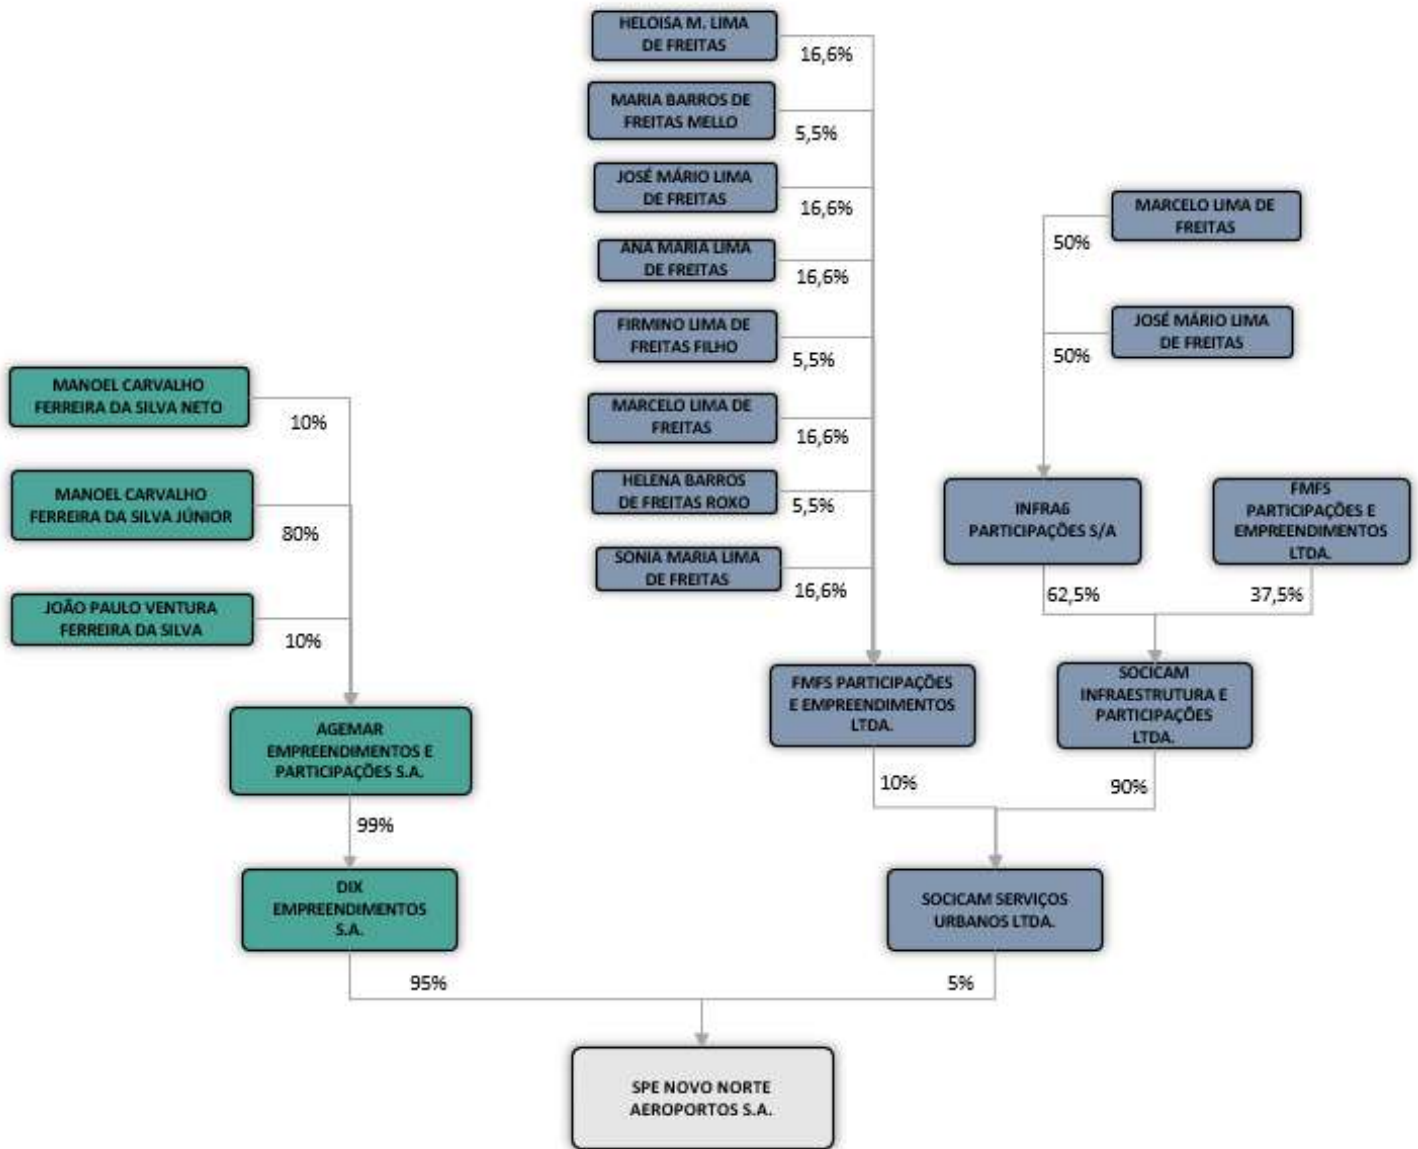 HELOISA M. LIMA
DE FREITAS
16,6%
MARIA BARROS DE
FREITAS MELLO
5,5%
JOSÉ MÁRIO LIMA
DE FREITAS
16,6%
ANA MARIA LIMA
DE FREITAS
16,6%
FIRMINO LIMA DE
FREITAS FILHO
5,5%
MARCELO LIMA DE
FREITAS
16,6%
HELENA BARROS
DE FREITAS ROXO
5,5%
SONIA MARIA LIMA
DE FREITAS
16,6%
MARCELO LIMA DE
FREITAS
50%
JOSÉ MÁRIO LIMA
DE FREITAS
50%
MANOEL CARVALHO
FERREIRA DA SILVA NETO
10%
MANOEL CARVALHO
FERREIRA DA SILVA JÚNIOR
80%
JOÃO PAULO VENTURA
FERREIRA DA SILVA
10%
INFRA6
PARTICIPAÇÕES S/A
62,5%
FMFS
PARTICIPAÇÕES E
EMPREENDIMENTOS
LTDA.
37,5%
AGEMAR
EMPREENDIMENTOS E
PARTICIPAÇÕES S.A.
99%
FMFS PARTICIPAÇÕES
E EMPREENDIMENTOS
LTDA.
10%
SOCICAM
INFRAESTRUTURA E
PARTICIPAÇÕES
LTDA.
90%
DIX
EMPREENDIMENTOS
S.A.
95%
SOCICAM SERVIÇOS
URBANOS LTDA.
5%
SPE NOVO NORTE
AEROPORTOS S.A.